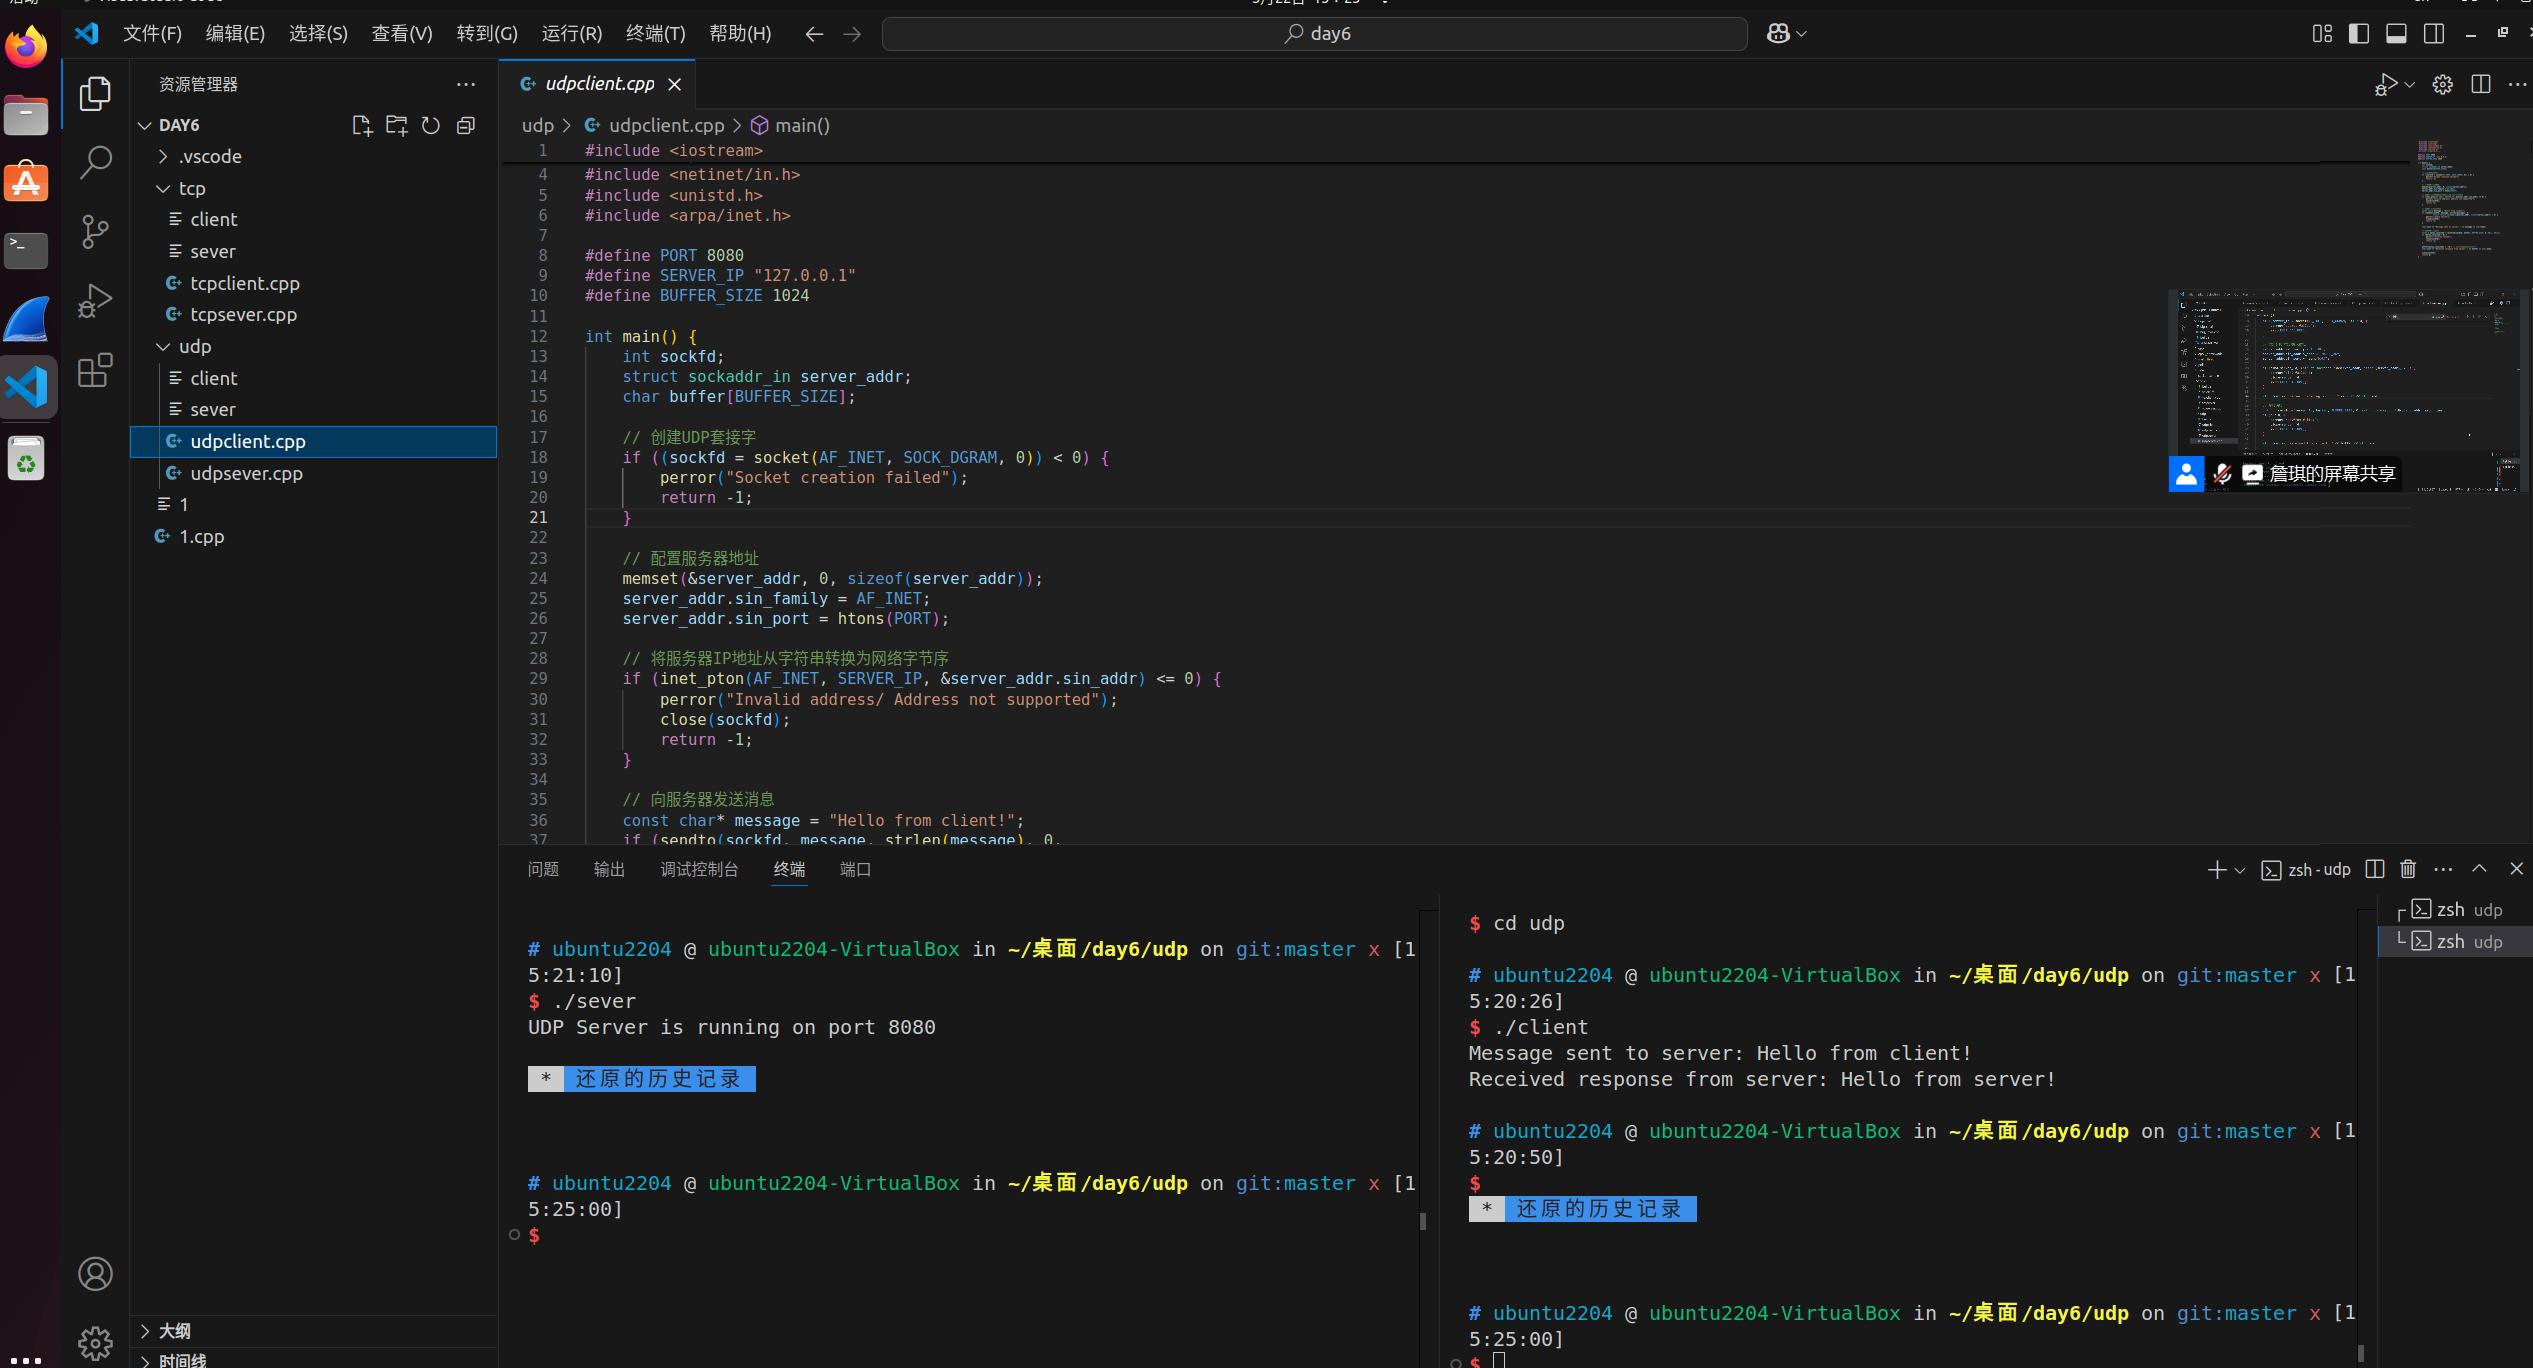 文件(F) 编辑(E) 选择(S) 查看(V) 转到(G) 运行(R) 终端(T) 帮助(H) day6
资源管理器
DAY6
.vscode
tcp
client
sever
tcpclient.cpp
tcpsever.cpp
udp
client
sever
udpclient.cpp
udpsever.cpp
1
1.cpp
大纲
时间线
udpclient.cpp
udp > udpclient.cpp > main()
1 #include <iostream>
4 #include <netinet/in.h>
5 #include <unistd.h>
6 #include <arpa/inet.h>
7
8 #define PORT 8080
9 #define SERVER_IP "127.0.0.1"
10 #define BUFFER_SIZE 1024
11
12 int main() {
13 int sockfd;
14 struct sockaddr_in server_addr;
15 char buffer[BUFFER_SIZE];
16
17 // 创建UDP套接字
18 if ((sockfd = socket(AF_INET, SOCK_DGRAM, 0)) < 0) {
19 perror("Socket creation failed");
20 return -1;
21 }
22
23 // 配置服务器地址
24 memset(&server_addr, 0, sizeof(server_addr));
25 server_addr.sin_family = AF_INET;
26 server_addr.sin_port = htons(PORT);
27
28 // 将服务器IP地址从字符串转换为网络字节序
29 if (inet_pton(AF_INET, SERVER_IP, &server_addr.sin_addr) <= 0) {
30 perror("Invalid address/ Address not supported");
31 close(sockfd);
32 return -1;
33 }
34
35 // 向服务器发送消息
36 const char* message = "Hello from client!";
37 if (sendto(sockfd, message, strlen(message), 0,
詹琪的屏幕共享
问题 输出 调试控制台 终端 端口
zsh - udp
# ubuntu2204 @ ubuntu2204-VirtualBox in ~/桌面/day6/udp on git:master x [1
5:21:10]
$ ./sever
UDP Server is running on port 8080
* 还原的历史记录
# ubuntu2204 @ ubuntu2204-VirtualBox in ~/桌面/day6/udp on git:master x [1
5:25:00]
$
$ cd udp
# ubuntu2204 @ ubuntu2204-VirtualBox in ~/桌面/day6/udp on git:master x [1
5:20:26]
$ ./client
Message sent to server: Hello from client!
Received response from server: Hello from server!
# ubuntu2204 @ ubuntu2204-VirtualBox in ~/桌面/day6/udp on git:master x [1
5:20:50]
$
* 还原的历史记录
# ubuntu2204 @ ubuntu2204-VirtualBox in ~/桌面/day6/udp on git:master x [1
5:25:00]
$
zsh udp
zsh udp